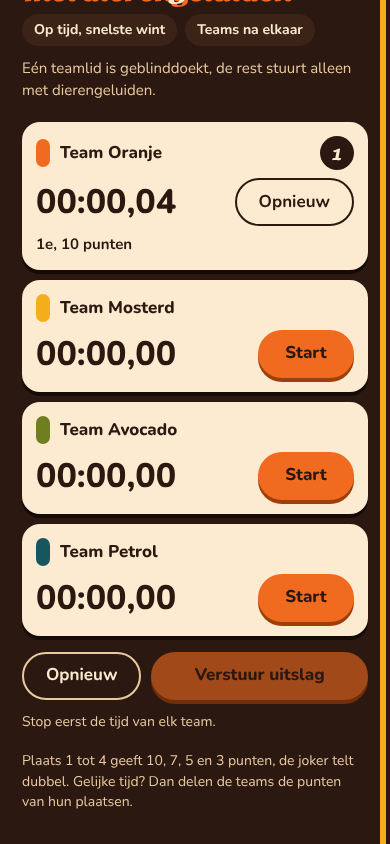 Op tijd, snelste wint
Teams na elkaar
Eén teamlid is geblinddoekt, de rest stuurt alleen
met dierengeluiden.
Team Oranje
1
00:00,04
Opnieuw
1e, 10 punten
Team Mosterd
00:00,00
Start
Team Avocado
00:00,00
Start
Team Petrol
00:00,00
Start
Opnieuw
Verstuur uitslag
Stop eerst de tijd van elk team.
Plaats 1 tot 4 geeft 10, 7, 5 en 3 punten, de joker telt
dubbel. Gelijke tijd? Dan delen de teams de punten
van hun plaatsen.